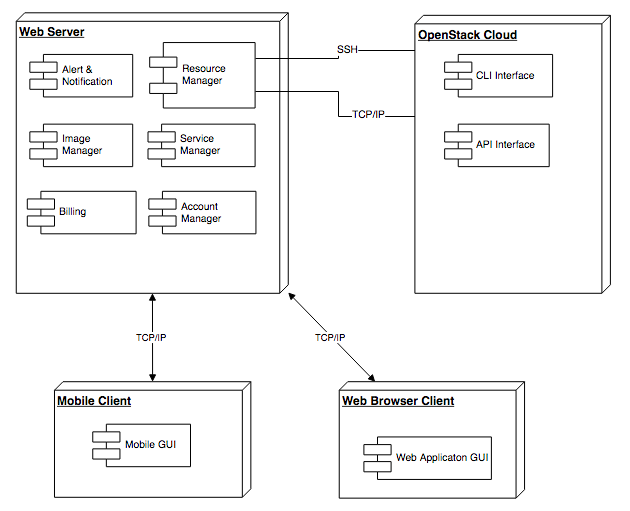 Web Server
Alert &
Notification
Resource
Manager
Image
Manager
Service
Manager
Billing
Account
Manager
SSH
TCP/IP
OpenStack Cloud
CLI Interface
API Interface
TCP/IP
TCP/IP
Mobile Client
Mobile GUI
Web Browser Client
Web Applicaton GUI